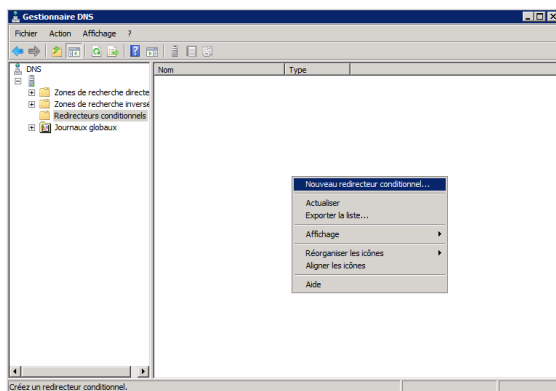 Gestionnaire DNS
Fichier Action Affichage ?
DNS
Nom Type
Zones de recherche directe
Zones de recherche inversé
Redirecteurs conditionnels
Journaux globaux
Nouveau redirecteur conditionnel...
Actualiser
Exporter la liste...
Affichage
Réorganiser les icônes
Aligner les icônes
Aide
Créez un redirecteur conditionnel.